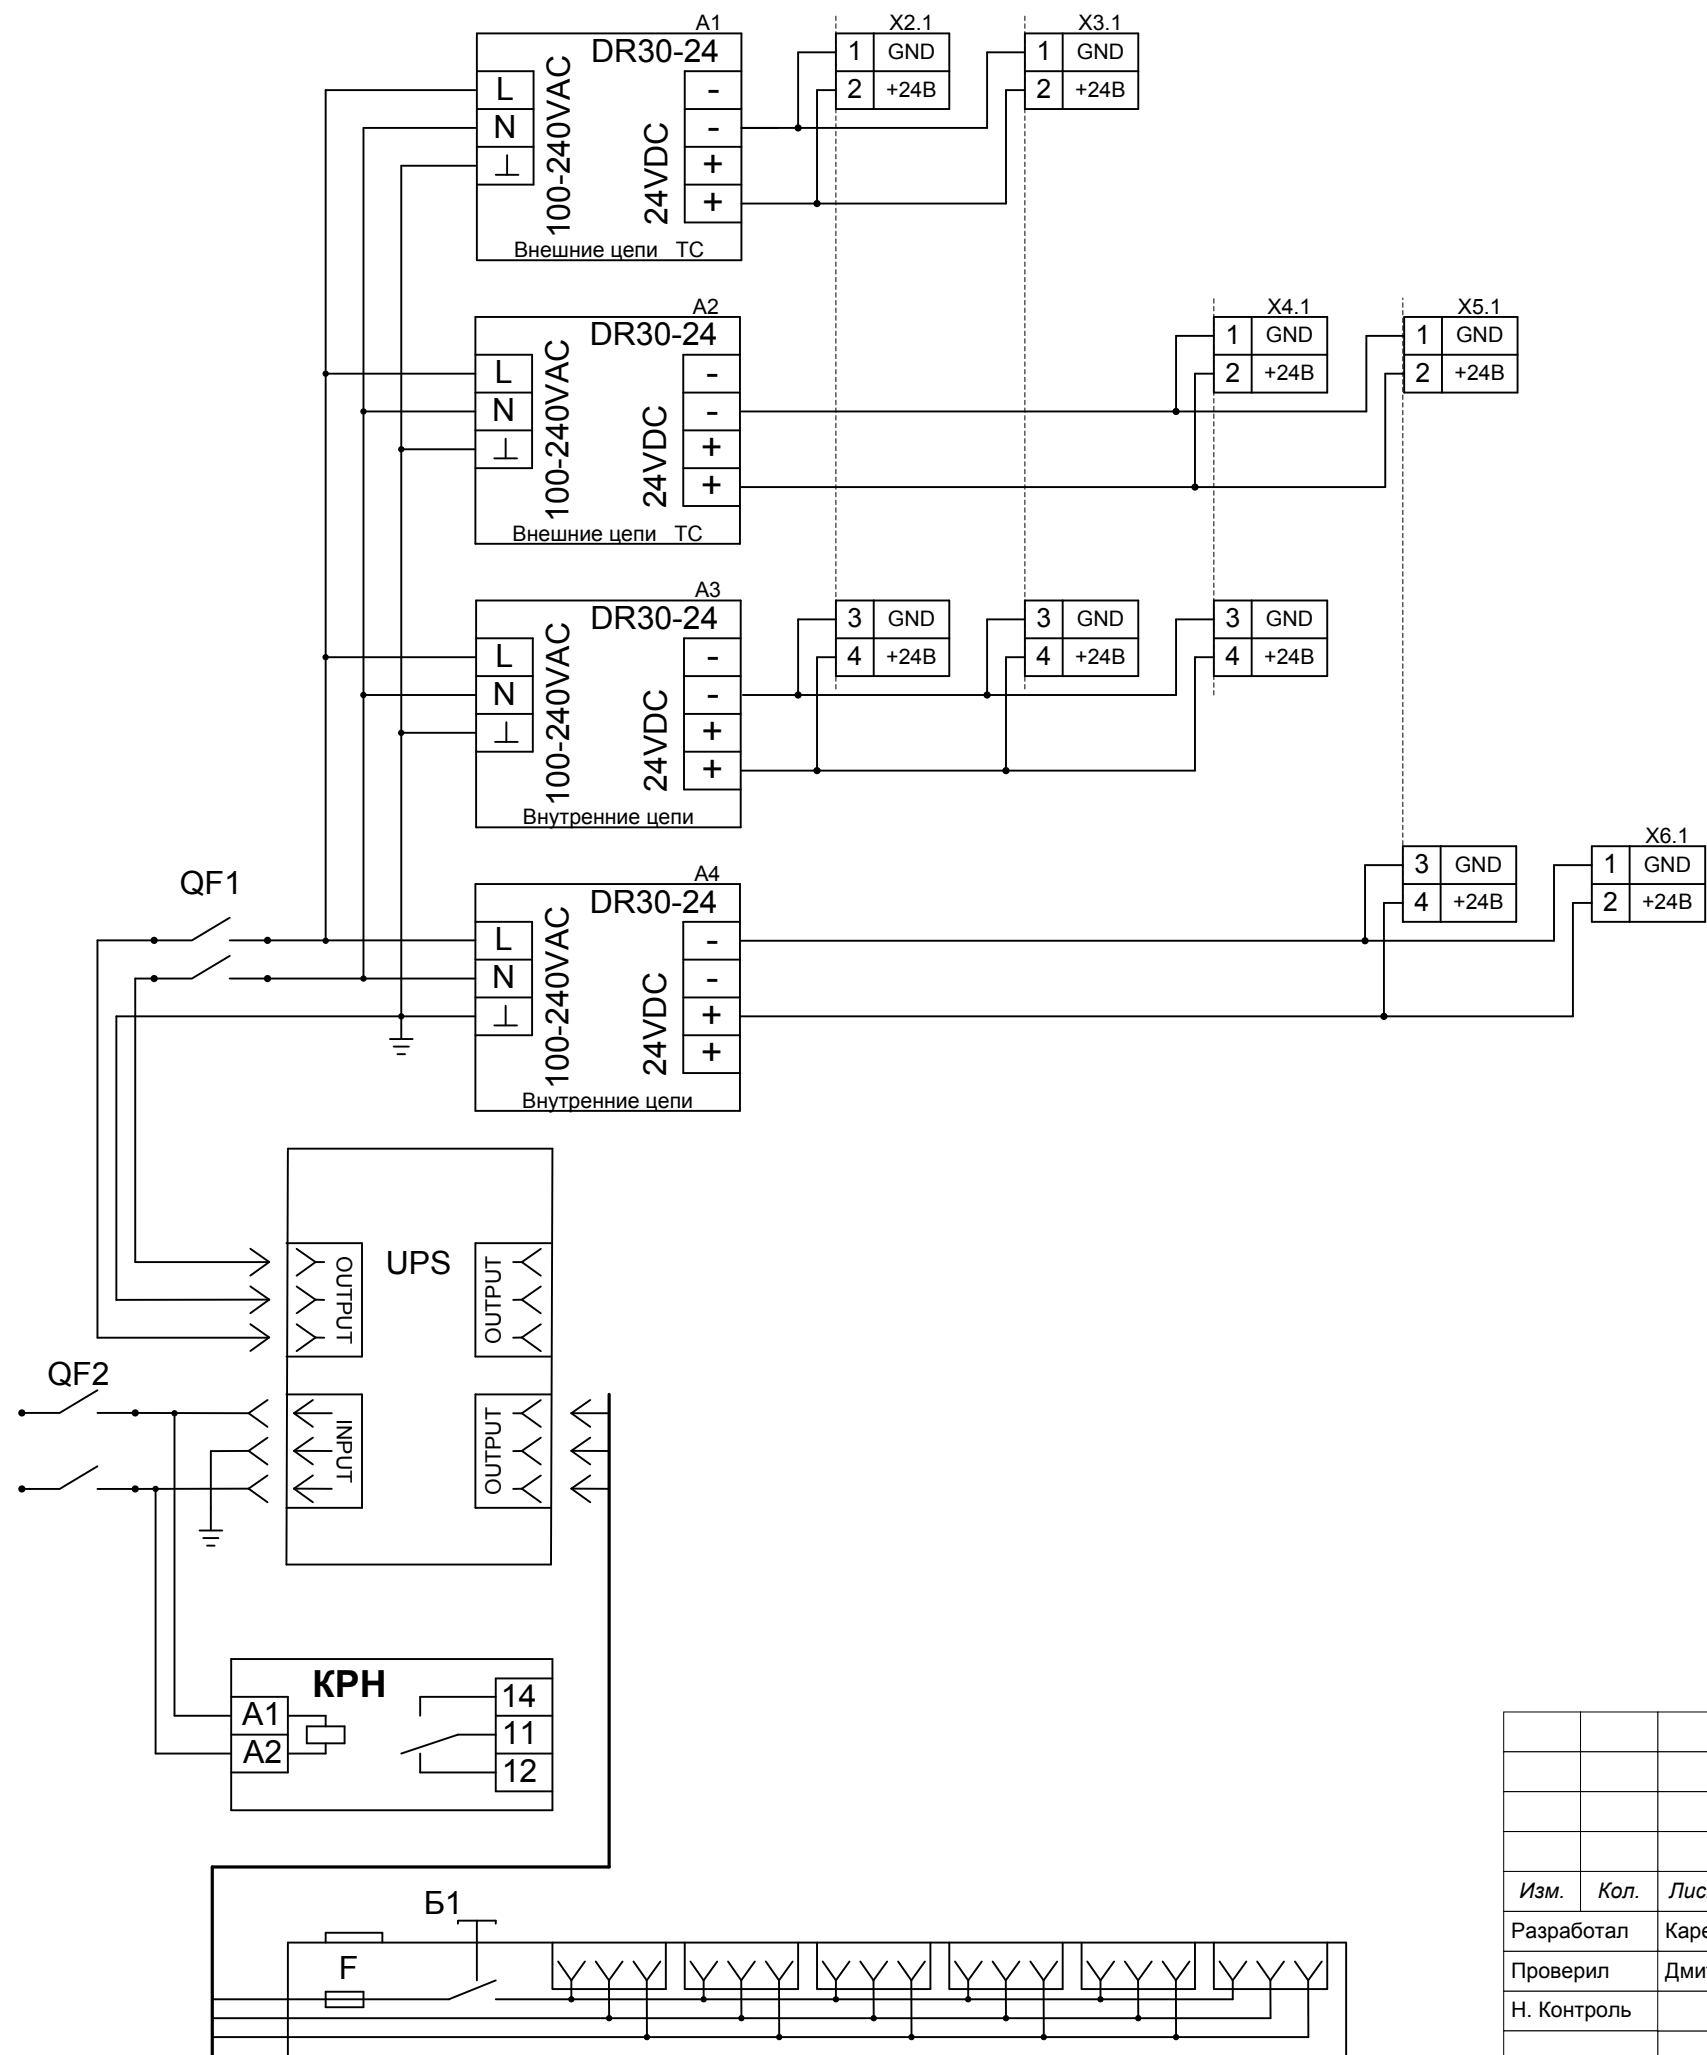 A1
X2.1
X3.1
DR30-24
1 GND
1 GND
L
100-240VAC
-
2 +24В
2 +24В
N
24VDC
-
⊥
+
+
Внешние цепи ТС
A2
X4.1
X5.1
DR30-24
1 GND
1 GND
L
100-240VAC
-
2 +24В
2 +24В
N
24VDC
-
⊥
+
+
Внешние цепи ТС
A3
DR30-24
3 GND
3 GND
3 GND
L
100-240VAC
-
4 +24В
4 +24В
4 +24В
N
24VDC
-
⊥
+
+
Внутренние цепи
X6.1
QF1
A4
3 GND
1 GND
DR30-24
4 +24В
2 +24В
L
100-240VAC
-
N
24VDC
-
⊥
+
+
Внутренние цепи
OUTPUT
UPS
OUTPUT
QF2
INPUT
OUTPUT
КРН
14
A1
11
A2
12
Б1
F
Изм. Кол. Лис
Разработал Каре
Проверил Дми
Н. Контроль